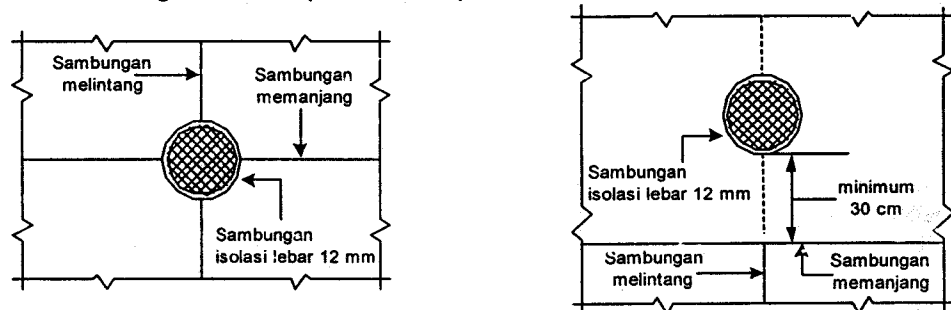 Sambungan
melintang
Sambungan
memanjang
Sambungan
isolasi lebar 12 mm
Sambungan
isolasi lebar 12 mm
minimum
30 cm
Sambungan
melintang
Sambungan
memanjang